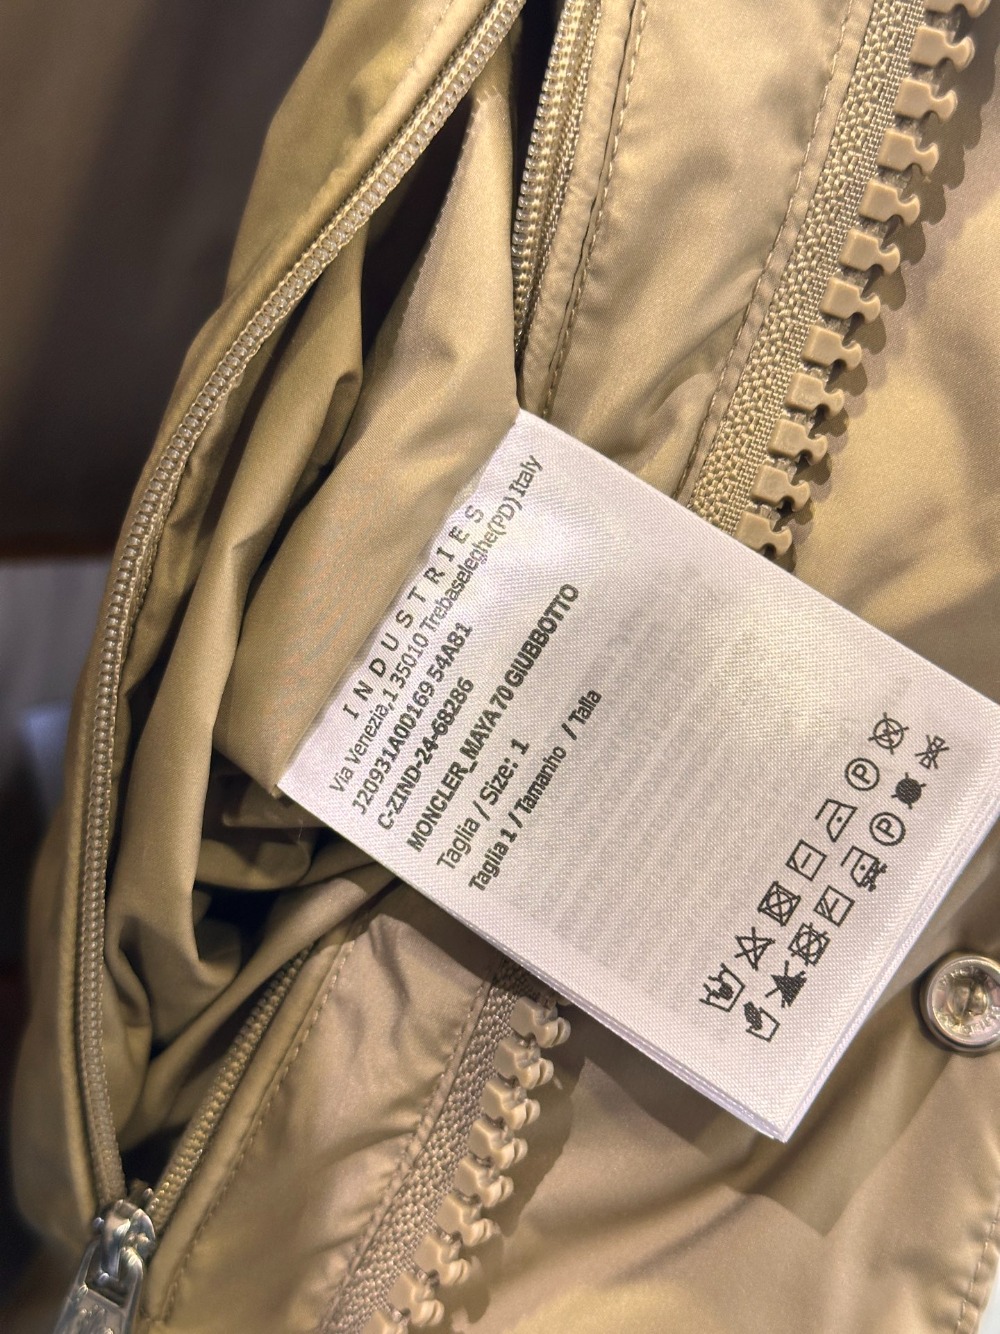 INDUSTRIES
Via Venezia,1 35010 Trebaseleghe(PD) Italy
J20931A00169 54A81
C-ZIND-24-68286
MONCLER_MAYA 70 GIUBBOTTO
Taglia / Size: 1
Taglia 1 / Tamanho / Talla
P
P